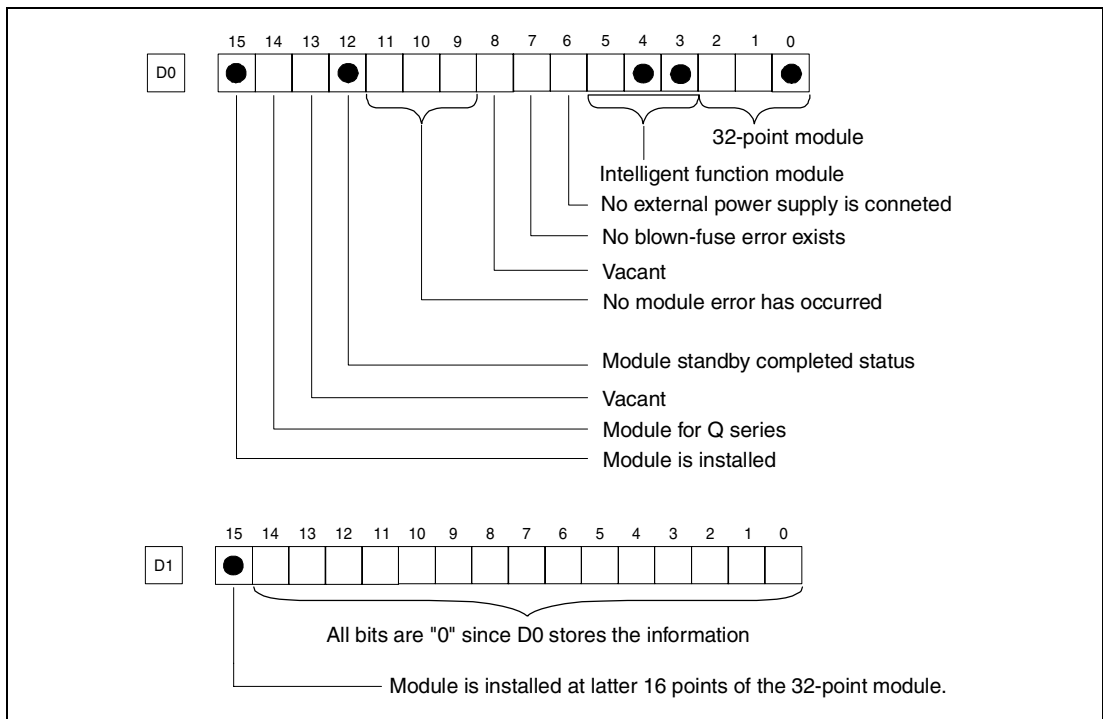 15 14 13 12 11 10 9 8 7 6 5 4 3 2 1 0
D0
32-point module
Intelligent function module
No external power supply is conneted
No blown-fuse error exists
Vacant
No module error has occurred
Module standby completed status
Vacant
Module for Q series
Module is installed
15 14 13 12 11 10 9 8 7 6 5 4 3 2 1 0
D1
All bits are "0" since D0 stores the information
Module is installed at latter 16 points of the 32-point module.